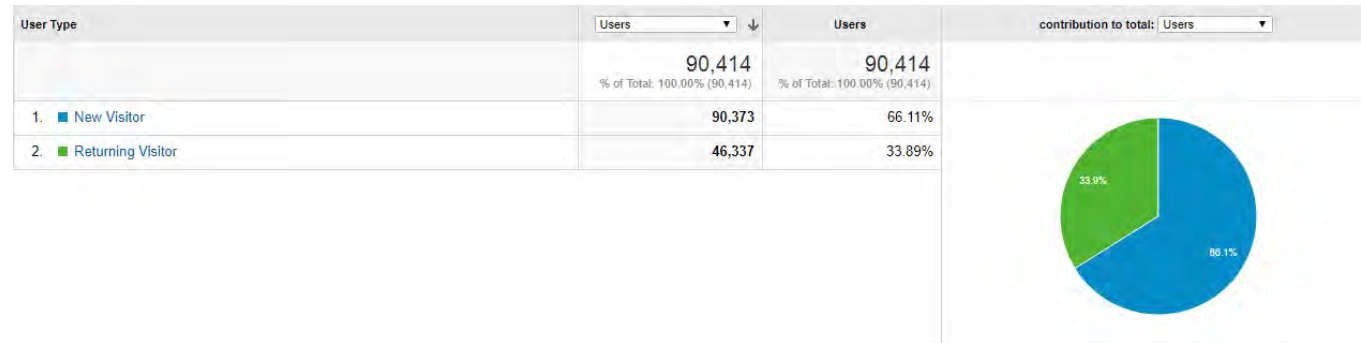 User Type Users Users contribution to total: Users
90,414 90,414
% of Total: 100.00% (90,414) % of Total: 100.00% (90,414)
1. New Visitor 90,373 66.11%
2. Returning Visitor 46,337 33.89%
33.9%
66.1%